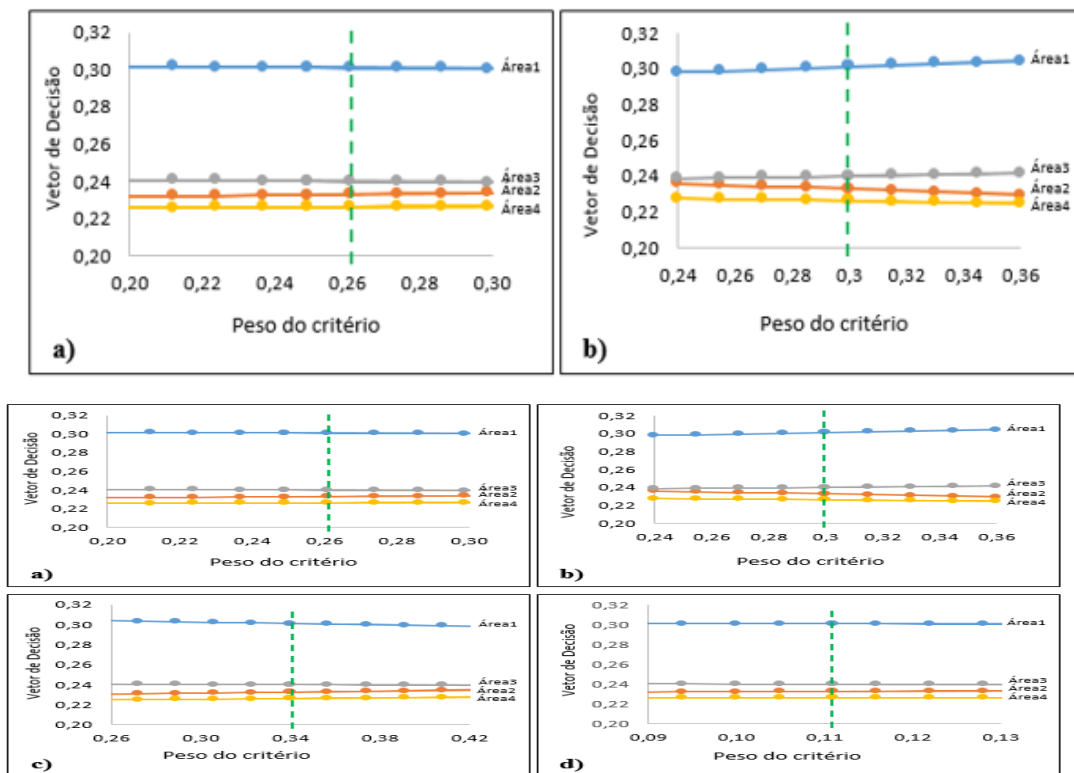 0,32
0,30
0,28
0,26
0,24
0,22
0,20
Vetor de Decisão
Área1
Área3
Área2
Área4
0,20 0,22 0,24 0,26 0,28 0,30
Peso do critério
a)
0,32
0,30
0,28
0,26
0,24
0,22
0,20
Vetor de Decisão
Área1
Área3
Área2
Área4
0,24 0,26 0,28 0,3 0,32 0,34 0,36
Peso do critério
b)
0,32
0,30
0,28
0,26
0,24
0,22
0,20
Vetor de Decisão
Área1
Área3
Área2
Área4
0,20 0,22 0,24 0,26 0,28 0,30
Peso do critério
a)
0,32
0,30
0,28
0,26
0,24
0,22
0,20
Vetor de Decisão
Área1
Área3
Área2
Área4
0,24 0,26 0,28 0,3 0,32 0,34 0,36
Peso do critério
b)
0,32
0,30
0,28
0,26
0,24
0,22
0,20
Vetor de Decisão
Área1
Área3
Área2
Área4
0,26 0,30 0,34 0,38 0,42
Peso do critério
c)
0,32
0,30
0,28
0,26
0,24
0,22
0,20
Vetor de Decisão
Área1
Área3
Área2
Área4
0,09 0,10 0,11 0,12 0,13
Peso do critério
d)